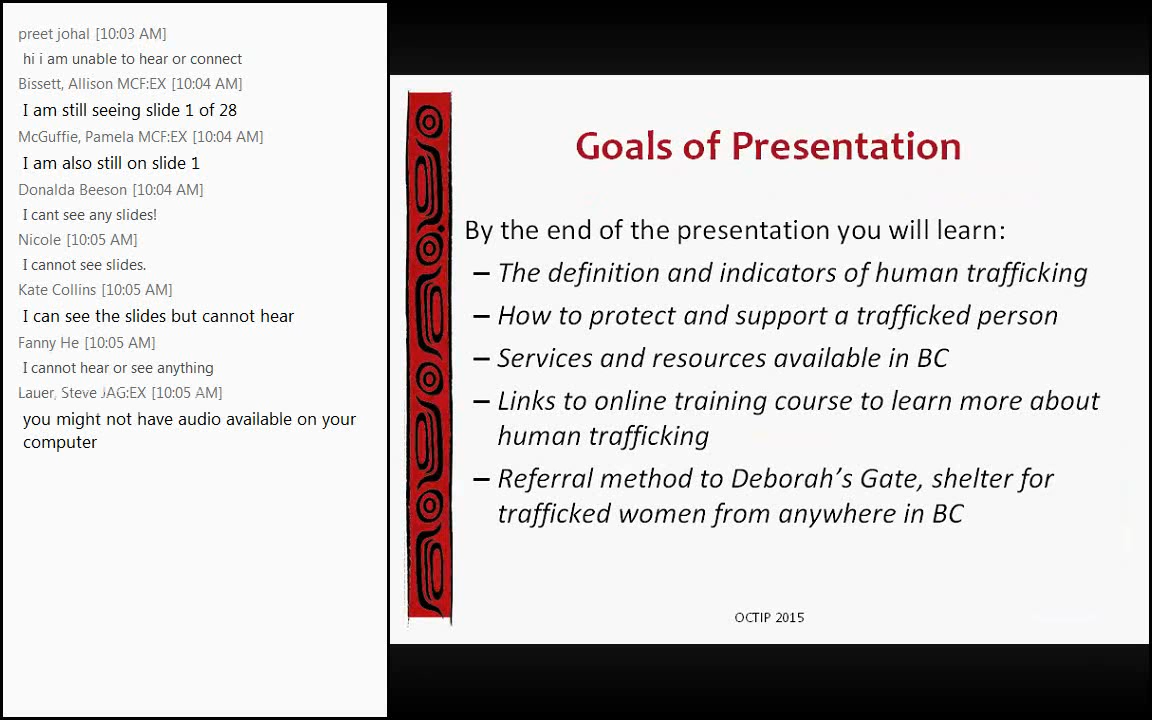 preet johal [10:03 AM]
hi i am unable to hear or connect
Bissett, Allison MCF:EX [10:04 AM]
I am still seeing slide 1 of 28
McGuffie, Pamela MCF:EX [10:04 AM]
I am also still on slide 1
Donalda Beeson [10:04 AM]
I cant see any slides!
Nicole [10:05 AM]
I cannot see slides.
Kate Collins [10:05 AM]
I can see the slides but cannot hear
Fanny He [10:05 AM]
I cannot hear or see anything
Lauer, Steve JAG:EX [10:05 AM]
you might not have audio available on your
computer
Goals of Presentation
By the end of the presentation you will learn:
– The definition and indicators of human trafficking
– How to protect and support a trafficked person
– Services and resources available in BC
– Links to online training course to learn more about
human trafficking
– Referral method to Deborah’s Gate, shelter for
trafficked women from anywhere in BC
OCTIP 2015